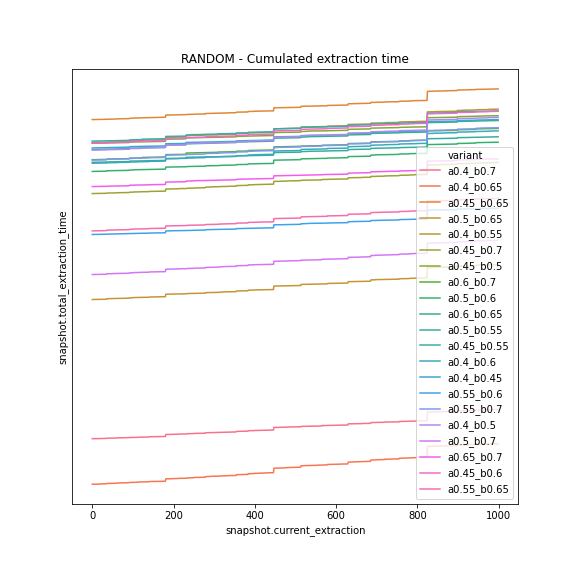 RANDOM - Cumulated extraction time
snapshot.total_extraction_time
variant
a0.4_b0.7
a0.4_b0.65
a0.45_b0.65
a0.5_b0.65
a0.4_b0.55
a0.45_b0.7
a0.45_b0.5
a0.6_b0.7
a0.5_b0.6
a0.6_b0.65
a0.5_b0.55
a0.45_b0.55
a0.4_b0.6
a0.4_b0.45
a0.55_b0.6
a0.55_b0.7
a0.4_b0.5
a0.5_b0.7
a0.65_b0.7
a0.45_b0.6
a0.55_b0.65
0 200 400 600 800 1000
snapshot.current_extraction